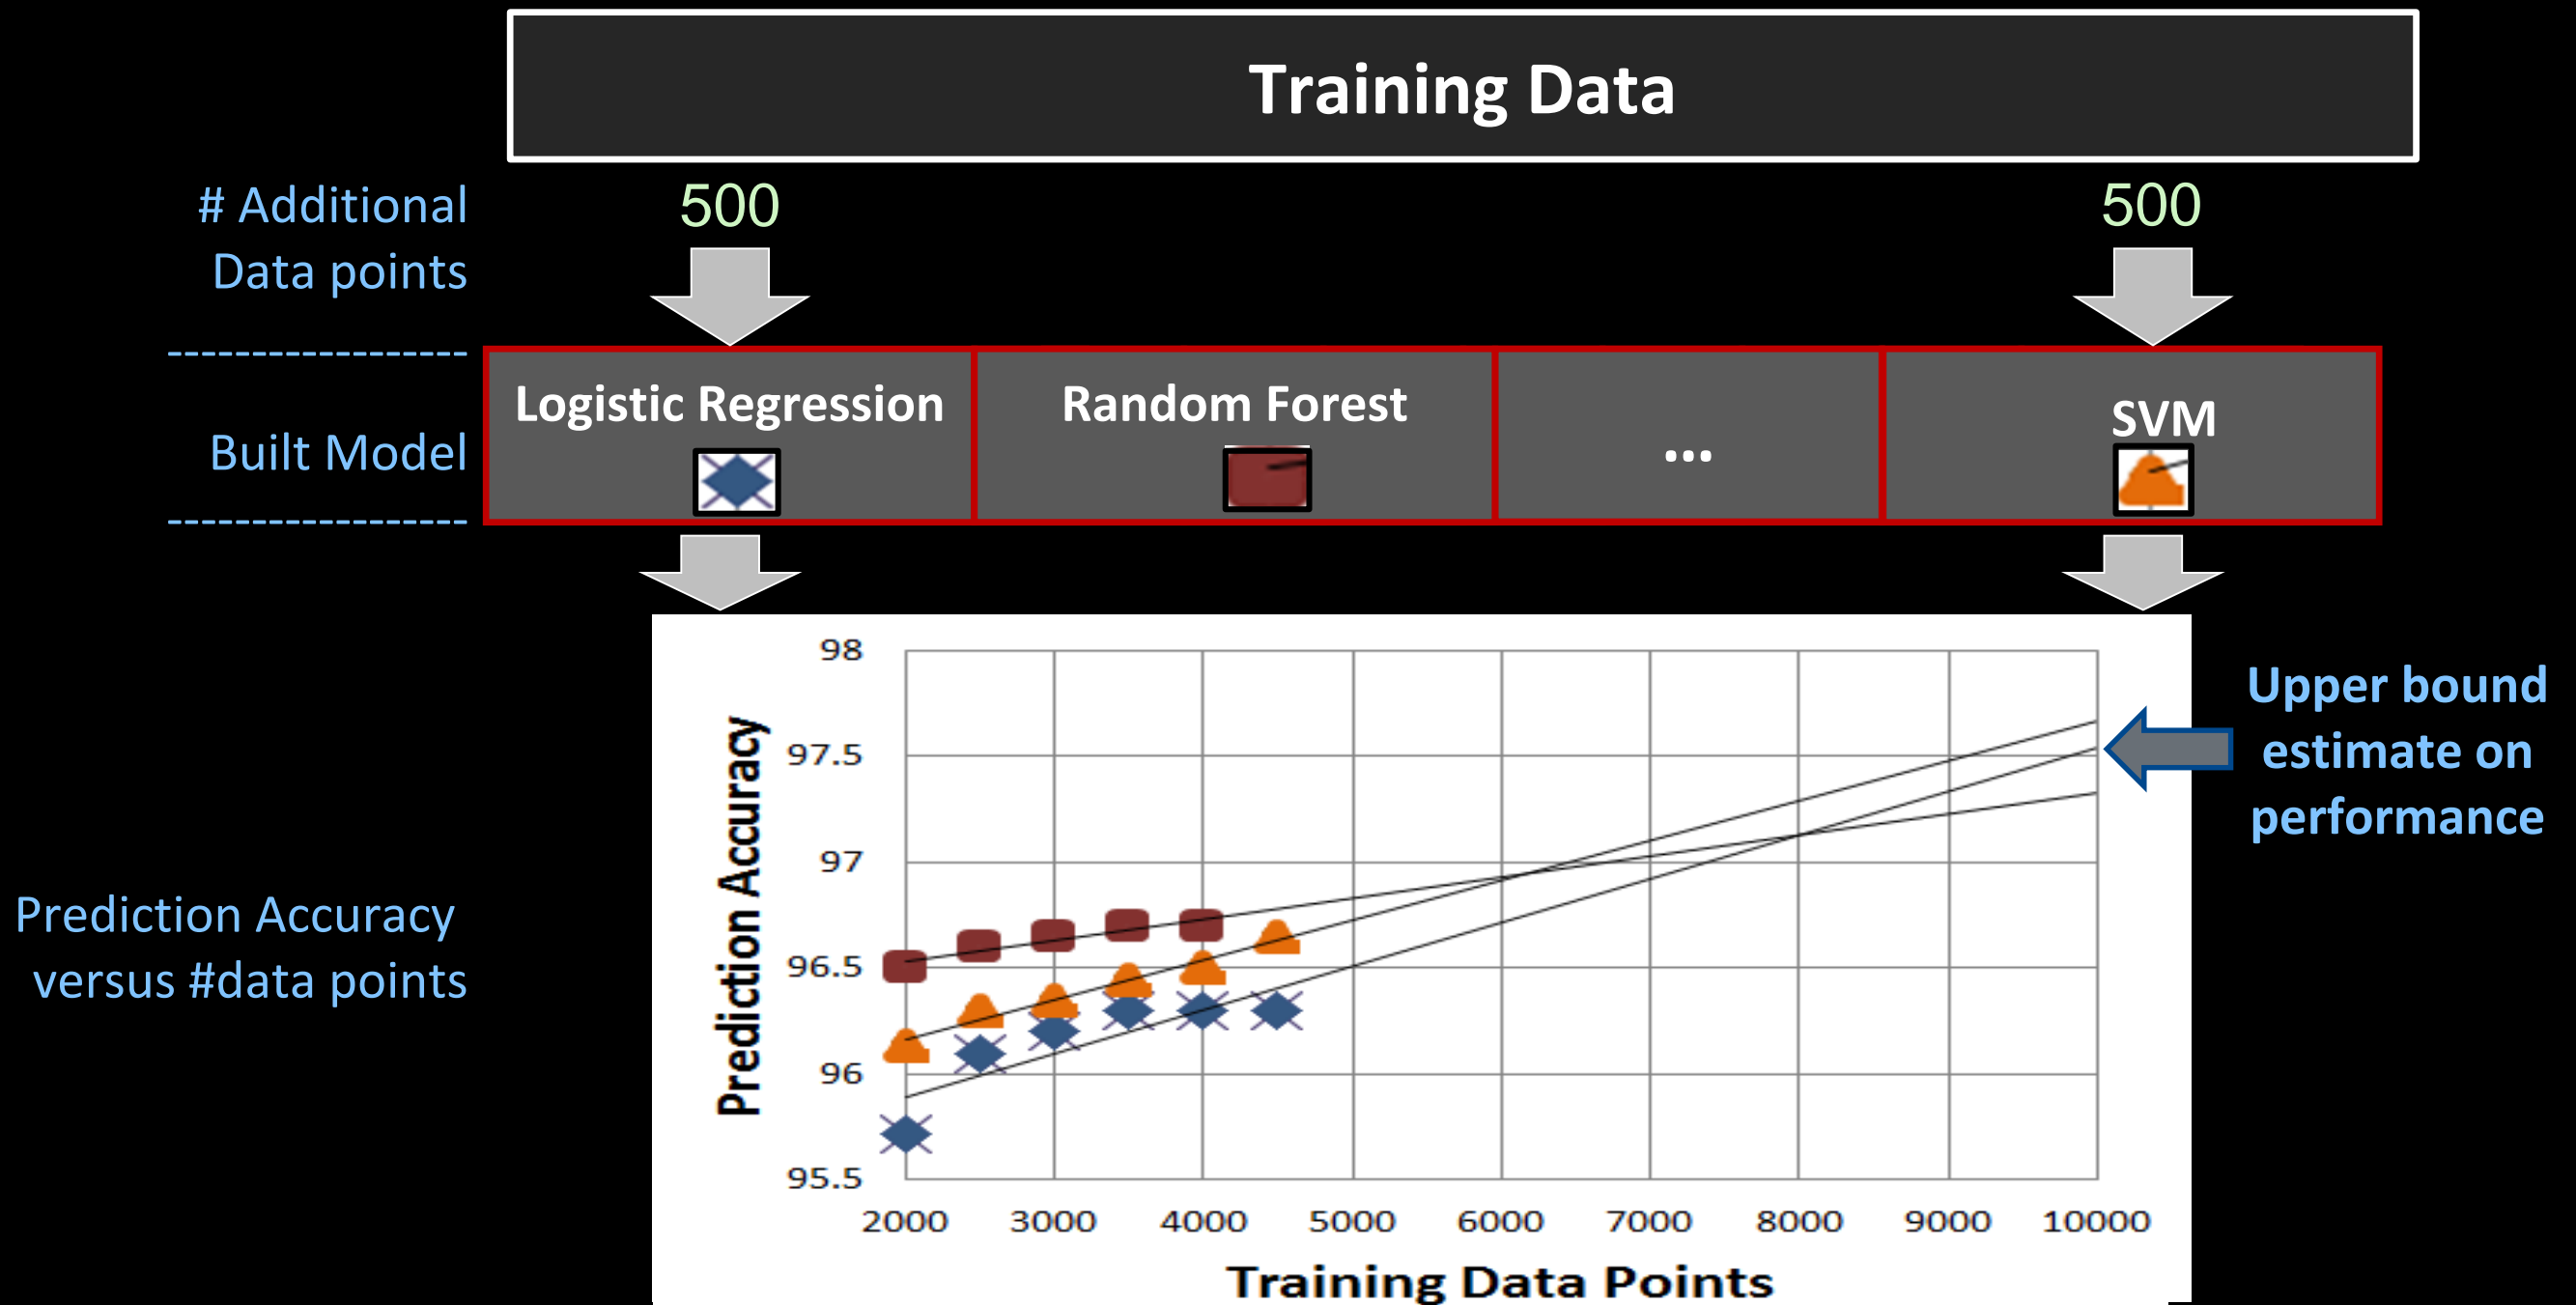 Training Data
# Additional
Data points
500
500
Built Model
Logistic Regression
Random Forest
...
SVM
Prediction Accuracy
versus #data points
Prediction Accuracy
98
97.5
97
96.5
96
95.5
2000 3000 4000 5000 6000 7000 8000 9000 10000
Training Data Points
Upper bound
estimate on
performance